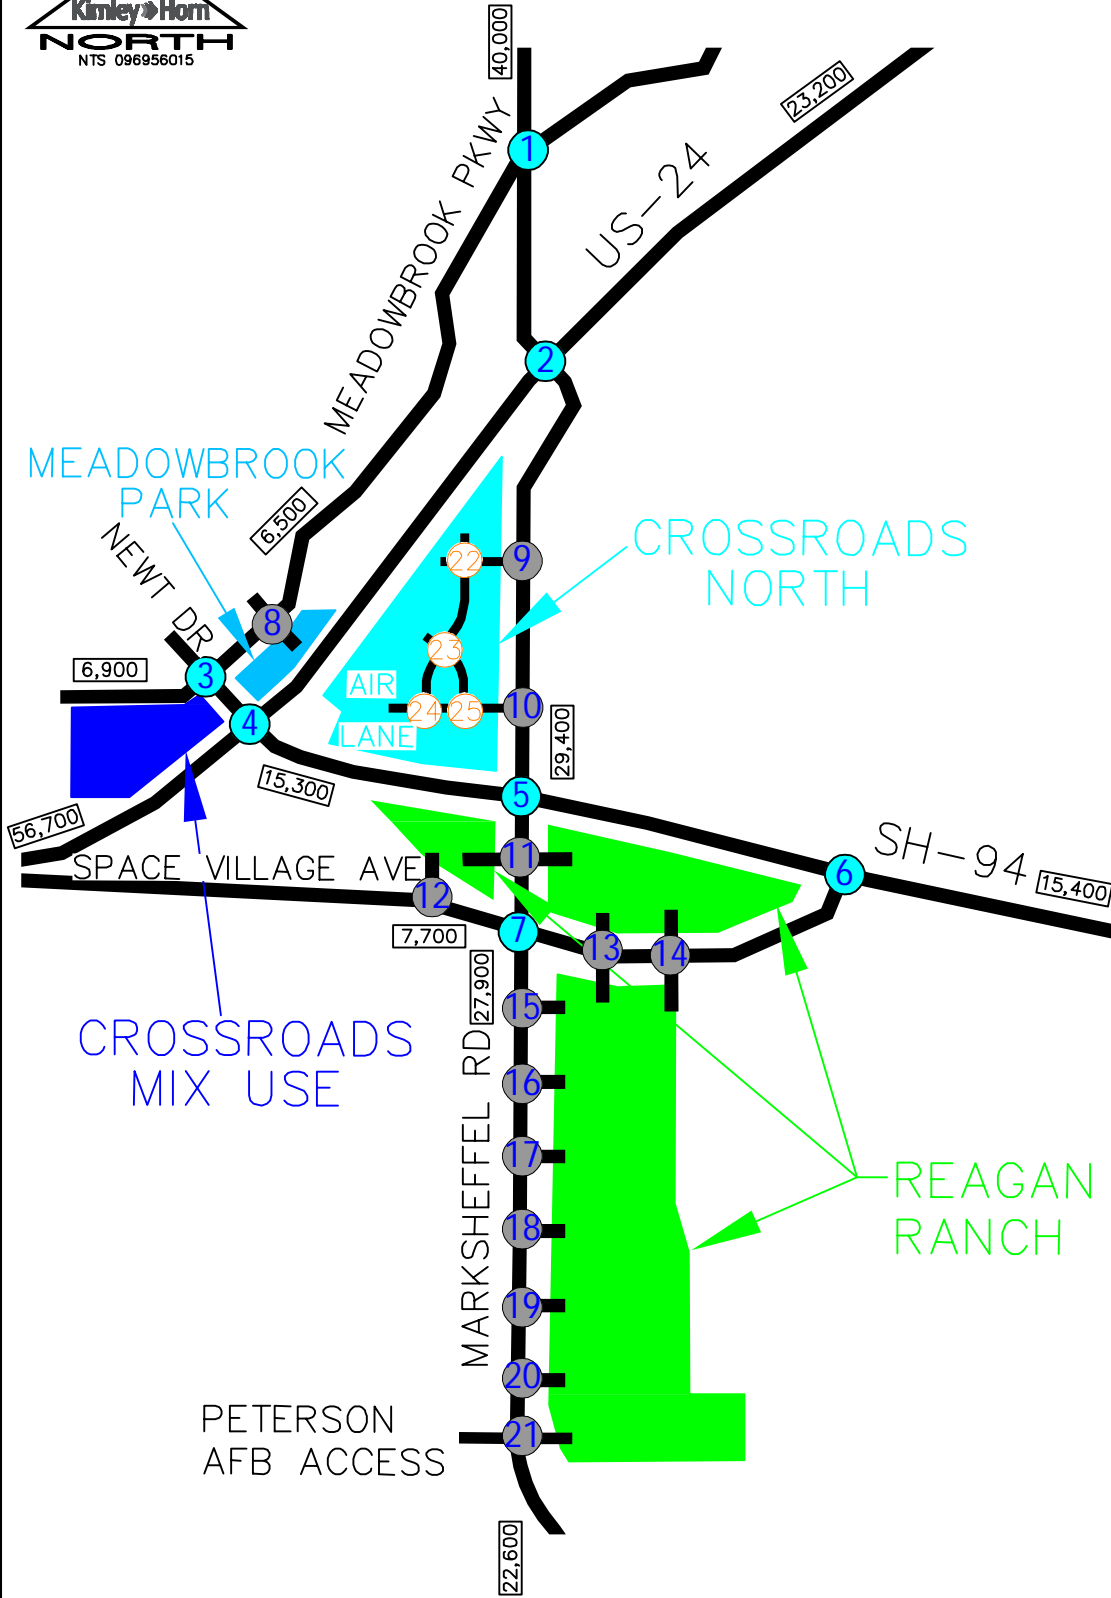 Kimley»Horn
NORTH
NTS 096956015
40,000
23,200
1
MEADOWBROOK PKWY
US-24
2
MEADOWBROOK
PARK
6,500
NEWT DR
CROSSROADS
NORTH
22
9
8
23
3
6,900
AIR
LANE
24
25
10
4
29,400
15,300
5
56,700
SPACE VILLAGE AVE
11
SH-94
6
15,400
12
7,700
7
13
14
27,900
15
CROSSROADS
MIX USE
16
MARKSHEFFEL RD
17
REAGAN
RANCH
18
19
20
PETERSON
AFB ACCESS
21
22,600